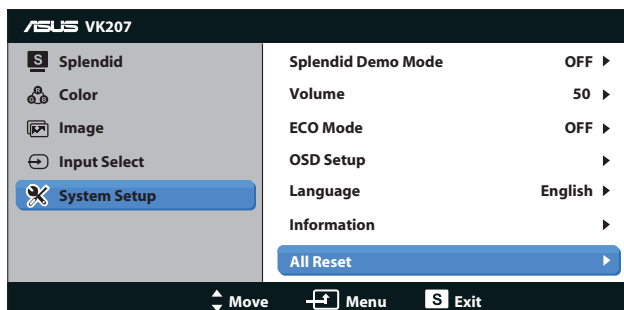 ASUS VK207
S Splendid
Color
Image
Input Select
System Setup
Splendid Demo Mode OFF
Volume 50
ECO Mode OFF
OSD Setup
Language English
Information
All Reset
Move Menu S Exit